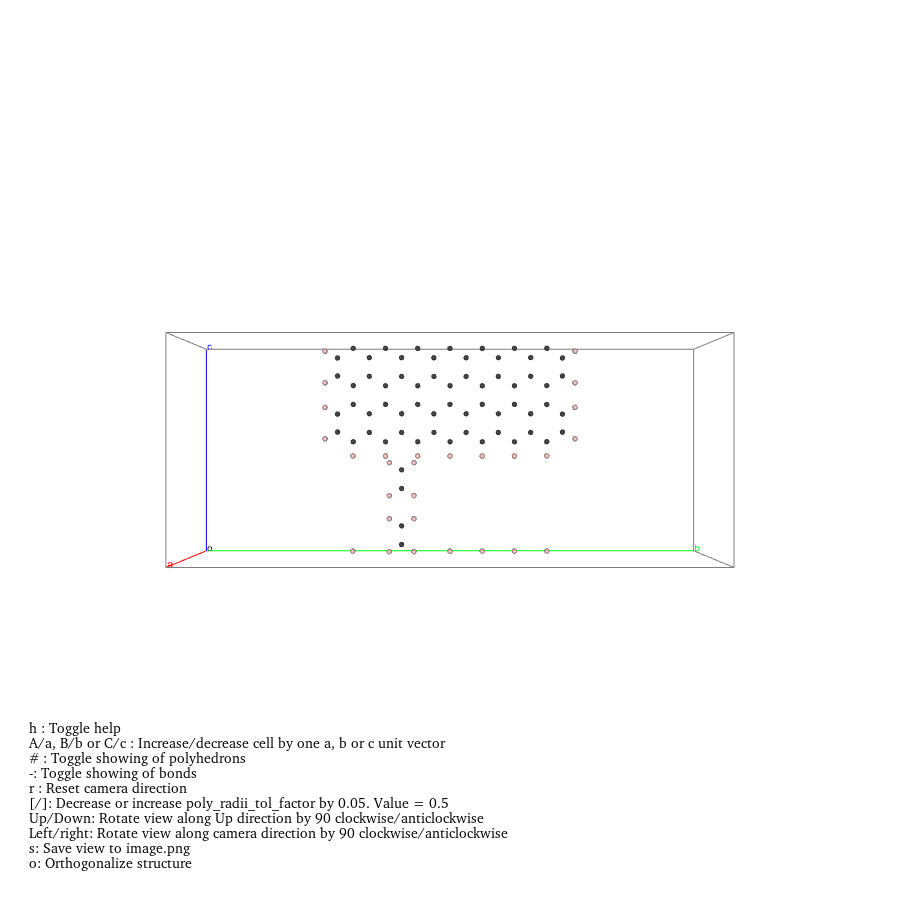 c
o
a
b
h : Toggle help
A/a, B/b or C/c : Increase/decrease cell by one a, b or c unit vector
# : Toggle showing of polyhedrons
-: Toggle showing of bonds
r : Reset camera direction
[/]: Decrease or increase poly_radii_tol_factor by 0.05. Value = 0.5
Up/Down: Rotate view along Up direction by 90 clockwise/anticlockwise
Left/right: Rotate view along camera direction by 90 clockwise/anticlockwise
s: Save view to image.png
o: Orthogonalize structure